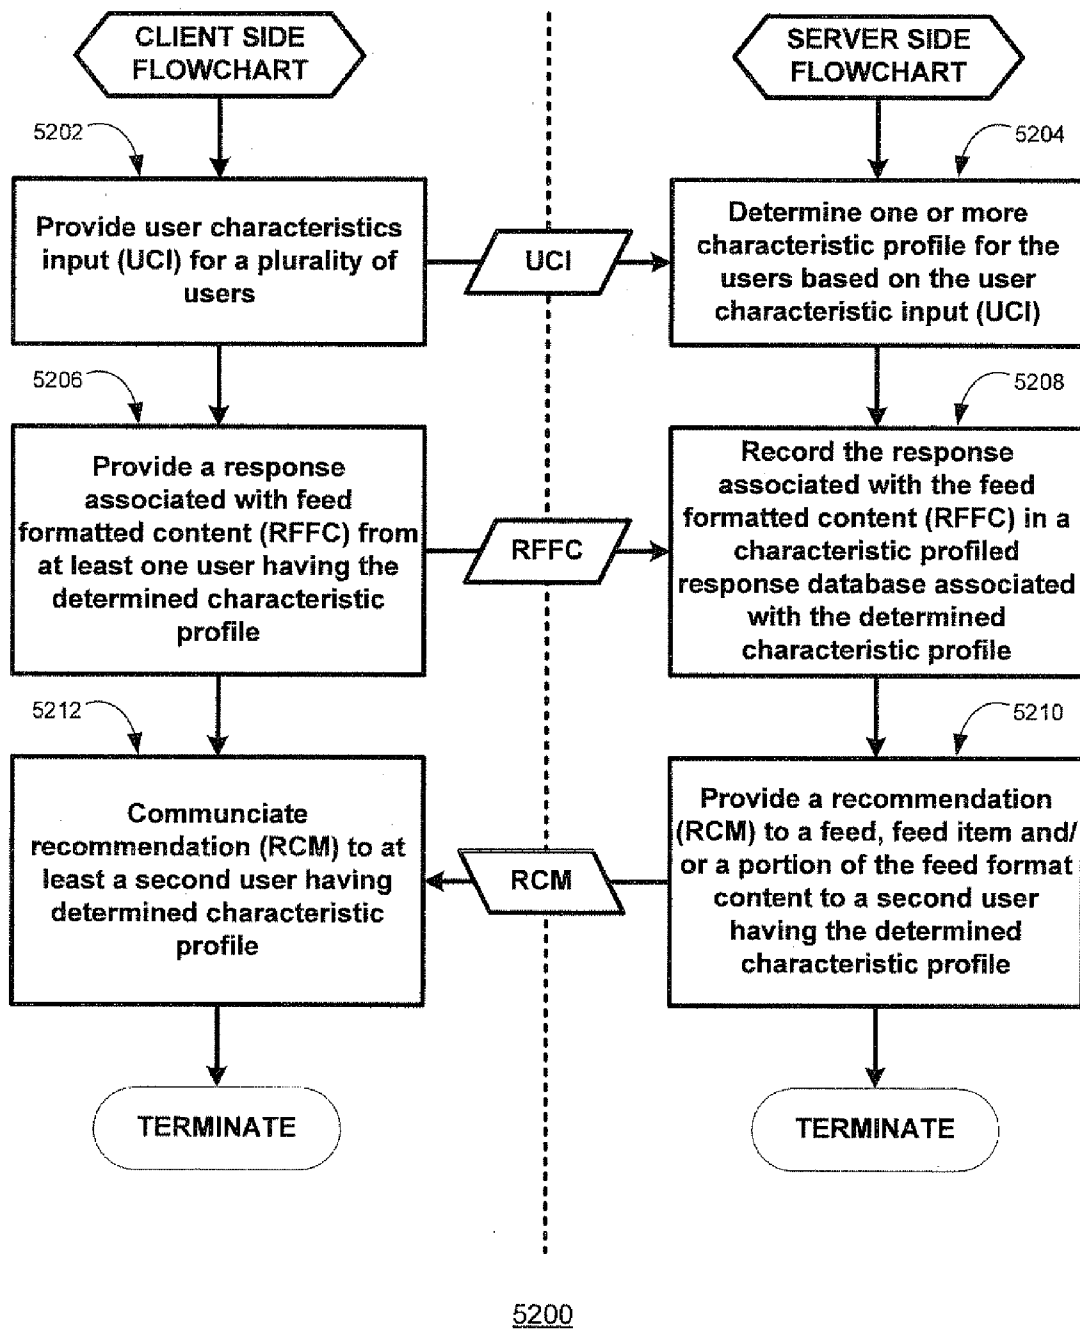 CLIENT SIDE
FLOWCHART
SERVER SIDE
FLOWCHART
5202
5204
Provide user characteristics
input (UCI) for a plurality of
users
UCI
Determine one or more
characteristic profile for the
users based on the user
characteristic input (UCI)
5206
5208
Provide a response
associated with feed
formatted content (RFFC) from
at least one user having the
determined characteristic
profile
RFFC
Record the response
associated with the feed
formatted content (RFFC) in a
characteristic profiled
response database associated
with the determined
characteristic profile
5212
5210
Communciate
recommendation (RCM) to at
least a second user having
determined characteristic
profile
RCM
Provide a recommendation
(RCM) to a feed, feed item and/
or a portion of the feed format
content to a second user
having the determined
characteristic profile
TERMINATE
TERMINATE
5200